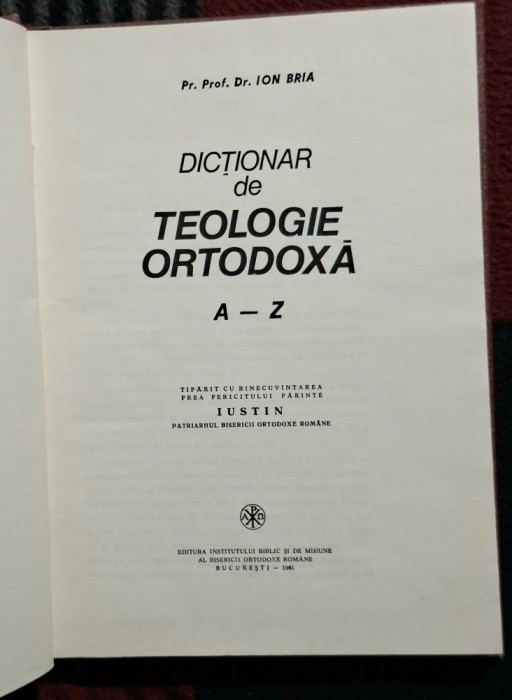 Pr. Prof. Dr. ION BRIA
DICȚIONAR
de
TEOLOGIE
ORTODOXĂ
A — Z
TIPĂRIT CU BINECUVÎNTAREA
PREA FERICITULUI PĂRINTE
IUSTIN
PATRIARHUL BISERICII ORTODOXE ROMÂNE
A Ω
EDITURA INSTITUTULUI BIBLIC ȘI DE MISIUNE
AL BISERICII ORTODOXE ROMÂNE
BUCUREȘTI — 1981